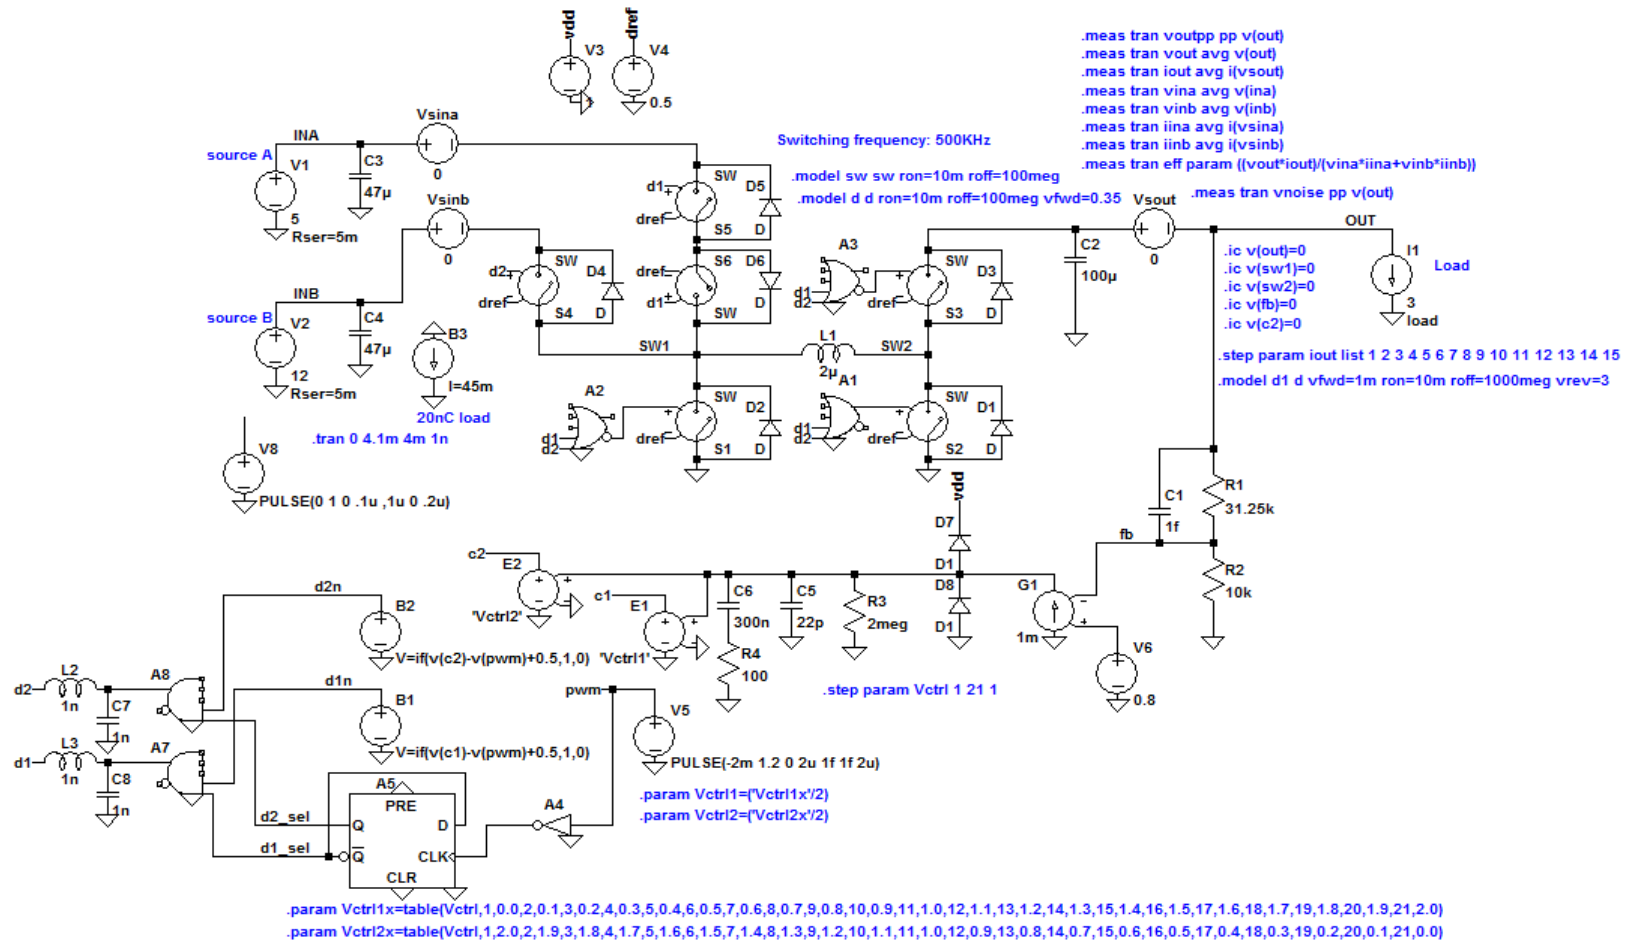 vdd
dref
V3
V4
1
0.5
.meas tran voutpp pp v(out)
.meas tran vout avg v(out)
.meas tran iout avg i(vsout)
.meas tran vina avg v(ina)
.meas tran vinb avg v(inb)
.meas tran iina avg i(vsina)
.meas tran iinb avg i(vsinb)
.meas tran eff param ((vout*iout)/(vina*iina+vinb*iinb))
.meas tran vnoise pp v(out)
Switching frequency: 500KHz
.model sw sw ron=10m roff=100meg
.model d d ron=10m roff=100meg vfwd=0.35
Vsina
0
INA
source A
V1
5
Rser=5m
C3
47µ
Vsinb
0
INB
source B
V2
12
Rser=5m
C4
47µ
B3
I=45m
20nC load
.tran 0 4.1m 4m 1n
V8
PULSE(0 1 0 .1u ,1u 0 .2u)
SW
d1
dref
S5
D5
D
S6
dref
d1
SW
D6
D
SW
d2
dref
S4
D4
D
SW1
L1
2µ
SW2
A3
d1
d2
SW
dref
S3
D3
D
A2
d1
d2
SW
dref
S1
D2
D
A1
d1
d2
SW
dref
S2
D1
D
C2
100µ
Vsout
0
OUT
I1
3
load
Load
.ic v(out)=0
.ic v(sw1)=0
.ic v(sw2)=0
.ic v(fb)=0
.ic v(c2)=0
.step param iout list 1 2 3 4 5 6 7 8 9 10 11 12 13 14 15
.model d1 d vfwd=1m ron=10m roff=1000meg vrev=3
C1
1f
R1
31.25k
fb
R2
10k
vdd
D7
D1
D8
D1
G1
1m
V6
0.8
c2
E2
'Vctrl2'
c1
E1
'Vctrl1'
C6
300n
R4
100
C5
22p
R3
2meg
.step param Vctrl 1 21 1
d2n
B2
V=if(v(c2)-v(pwm)+0.5,1,0)
d1n
B1
V=if(v(c1)-v(pwm)+0.5,1,0)
pwm
V5
PULSE(-2m 1.2 0 2u 1f 1f 2u)
d2
L2
1n
C7
1n
A8
d1
L3
1n
C8
1n
A7
A5
PRE
Q
D
Q
CLK
CLR
A4
d2_sel
d1_sel
.param Vctrl1=('Vctrl1x'/2)
.param Vctrl2=('Vctrl2x'/2)
.param Vctrl1x=table(Vctrl,1,0.0,2,0.1,3,0.2,4,0.3,5,0.4,6,0.5,7,0.6,8,0.7,9,0.8,10,0.9,11,1.0,12,1.1,13,1.2,14,1.3,15,1.4,16,1.5,17,1.6,18,1.7,19,1.8,20,1.9,21,2.0)
.param Vctrl2x=table(Vctrl,1,2.0,2,1.9,3,1.8,4,1.7,5,1.6,6,1.5,7,1.4,8,1.3,9,1.2,10,1.1,11,1.0,12,0.9,13,0.8,14,0.7,15,0.6,16,0.5,17,0.4,18,0.3,19,0.2,20,0.1,21,0.0)